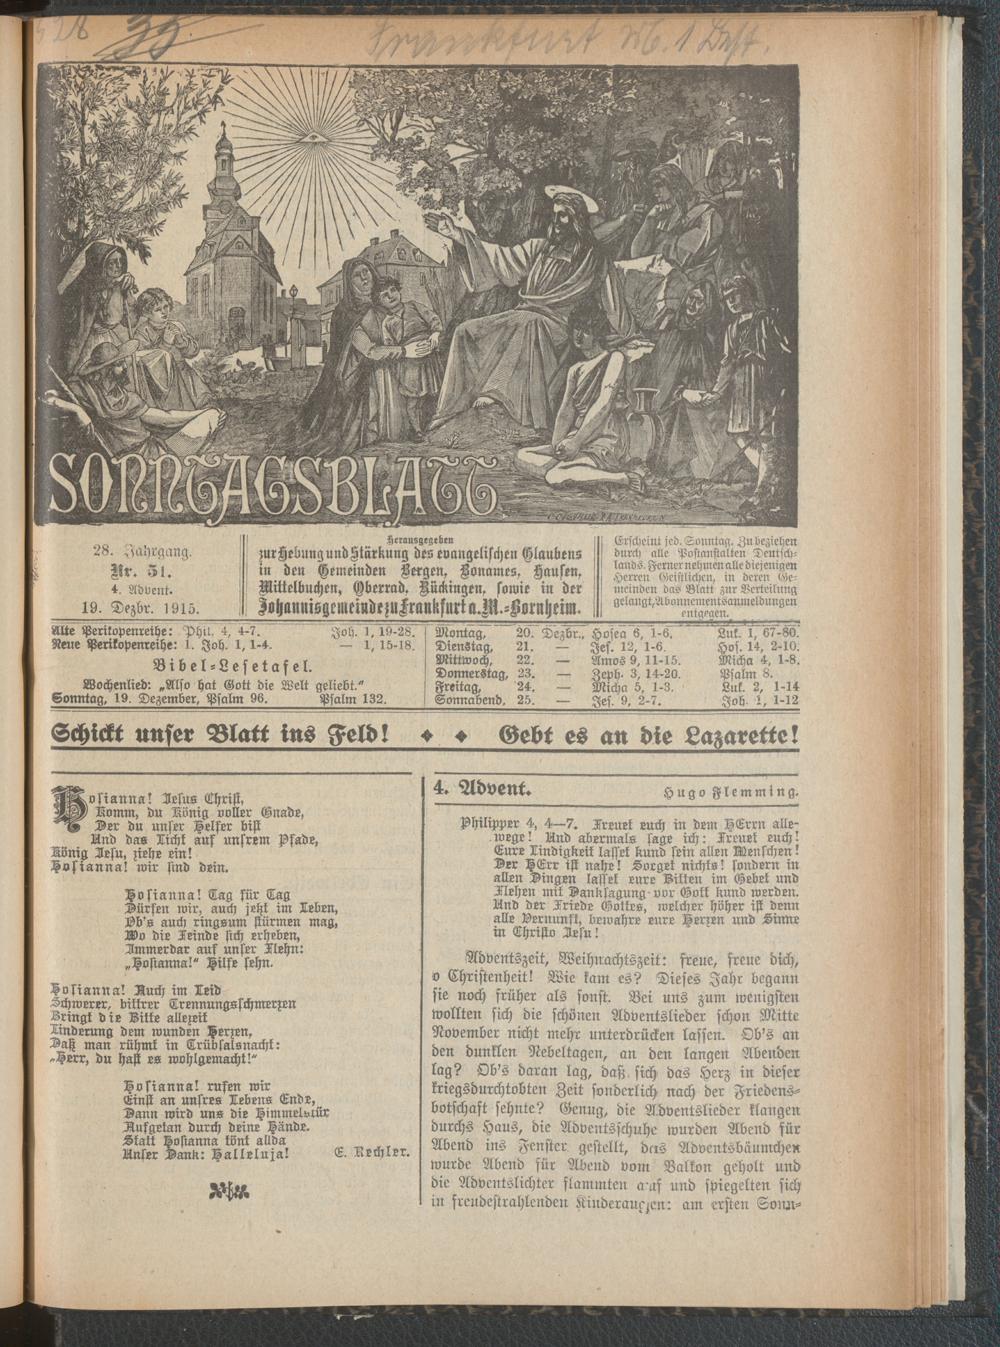 28
33
Frankfurt
SONNTAGSBLATT
28. Jahrgang.
Nr. 51.
4. Advent.
19. Dezbr. 1915.
Herausgegeben
zur Hebung und Stärkung des evangelischen Glaubens
in den Gemeinden Bergen, Bonames, Hausen,
Mittelbuchen, Oberrad, Rückingen, sowie in der
Johannisgemeinde zu Frankfurt a. M.-Bornheim.
Erscheint jed. Sonntag. Zu beziehen
durch alle Postanstalten Deutsch-
lands. Ferner nehmen alle diejenigen
Herren Geistlichen, in deren Ge-
meinden das Blatt zur Verteilung
gelangt, Abonnementsanmeldungen
entgegen.
Alte Perikopenreihe: Phil. 4, 4-7. Joh. 1, 19-28.
Neue Perikopenreihe: 1. Joh. 1, 1-4. — 1, 15-18.
Bibel-Lesetafel.
Wochenlied: „Also hat Gott die Welt geliebt.“
Sonntag, 19. Dezember, Psalm 96. Psalm 132.
Montag, 20. Dezbr., Hosea 6, 1-6. Luk. 1, 67-80.
Dienstag, 21. — Jes. 12, 1-6. Hos. 14, 2-10.
Mittwoch, 22. — Amos 9, 11-15. Micha 4, 1-8.
Donnerstag, 23. — Zeph. 3, 14-20. Psalm 8.
Freitag, 24. — Micha 5, 1-3. Luk. 2, 1-14
Sonnabend, 25. — Jes. 9, 2-7. Joh. 1, 1-12
Schickt unser Blatt ins Feld! ◆ ◆ Gebt es an die Lazarette!
Hosianna! Jesus Christ,
Komm, du König voller Gnade,
Der du unser Helfer bist
Und das Licht auf unsrem Pfade,
König Jesu, ziehe ein!
Hosianna! wir sind dein.
Hosianna! Tag für Tag
Dürfen wir, auch jetzt im Leben,
Ob's auch ringsum stürmen mag,
Wo die Feinde sich erheben,
Immerdar auf unser Flehn:
„Hosianna!“ Hilfe sehn.
Hosianna! Auch im Leid
Schwerer, bittrer Trennungsschmerzen
Bringt die Bitte allezeit
Linderung dem wunden Herzen,
Daß man rühmt in Trübsalsnacht:
„Herr, du hast es wohlgemacht!“
Hosianna! rufen wir
Einst an unsres Lebens Ende,
Dann wird uns die Himmelstür
Aufgetan durch deine Hände.
Statt Hosianna tönt allda
Unser Dank: Halleluja! E. Rechler.
4. Advent. Hugo Flemming.
Philipper 4, 4—7. Freuet euch in dem HErrn alle-
wege! Und abermals sage ich: Freuet euch!
Eure Lindigkeit lasset kund sein allen Menschen!
Der HErr ist nahe! Sorget nichts! sondern in
allen Dingen lasset eure Bitten im Gebet und
Flehen mit Danksagung vor Gott kund werden.
Und der Friede Gottes, welcher höher ist denn
alle Vernunft, bewahre eure Herzen und Sinne
in Christo Jesu!
Adventszeit, Weihnachtszeit: freue, freue dich,
o Christenheit! Wie kam es? Dieses Jahr begann
sie noch früher als sonst. Bei uns zum wenigsten
wollten sich die schönen Adventslieder schon Mitte
November nicht mehr unterdrücken lassen. Ob's an
den dunklen Nebeltagen, an den langen Abenden
lag? Ob's daran lag, daß sich das Herz in dieser
kriegsdurchtobten Zeit sonderlich nach der Friedens-
botschaft sehnte? Genug, die Adventslieder klangen
durchs Haus, die Adventsschuhe wurden Abend für
Abend ins Fenster gestellt, das Adventsbäumchen
wurde Abend für Abend vom Balkon geholt und
die Adventslichter flammten auf und spiegelten sich
in freudestrahlenden Kinderaugen: am ersten Sonn-